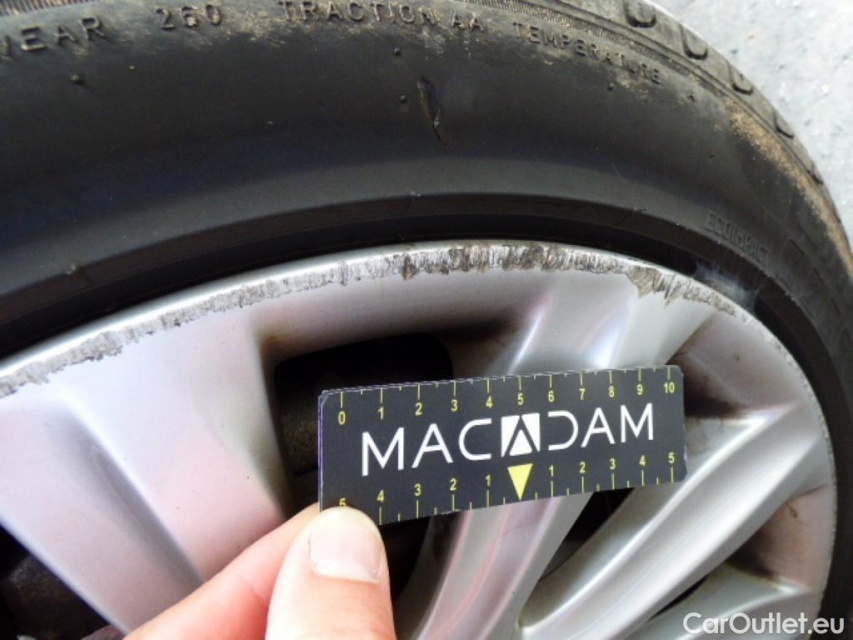 WEAR 260 TRACTION AA TEMPERATURE
0 1 2 3 4 5 6 7 8 9 10
MACADAM
5 4 3 2 1 1 2 3 4 5
CarOutlet.eu